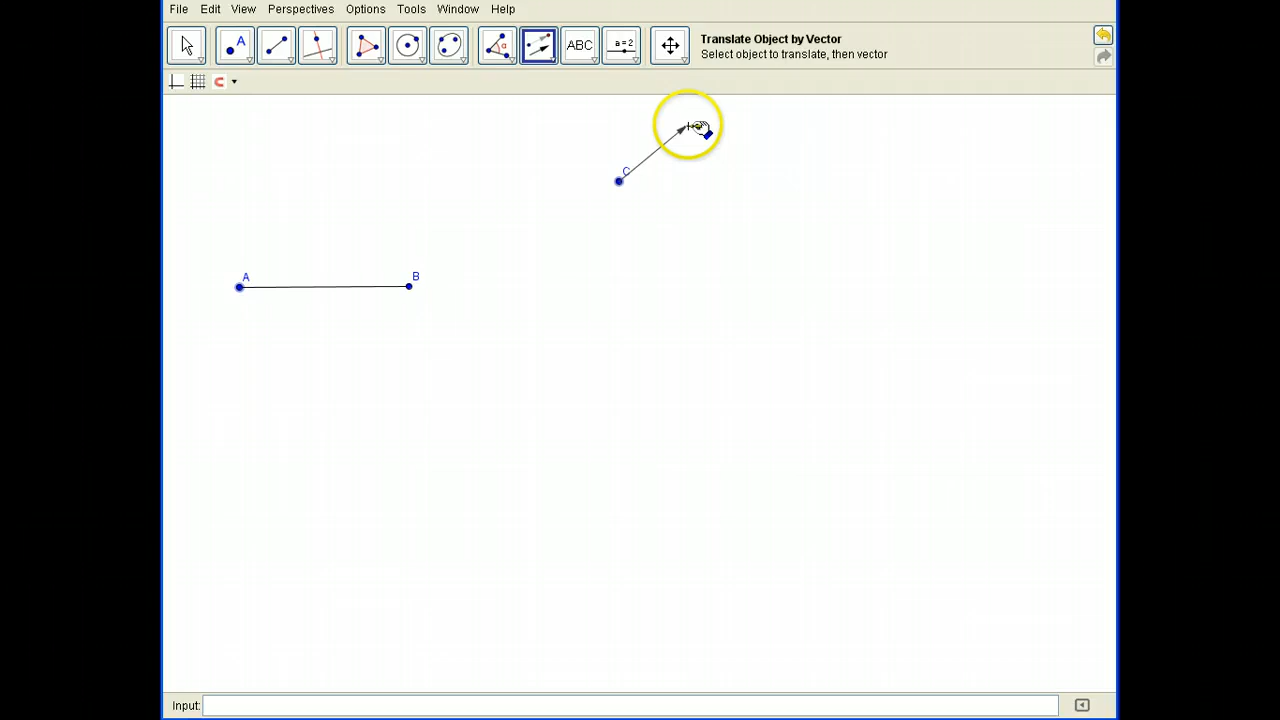 File Edit View Perspectives Options Tools Window Help
A
α
ABC
a = 2
Translate Object by Vector
Select object to translate, then vector
C
A
B
Input: